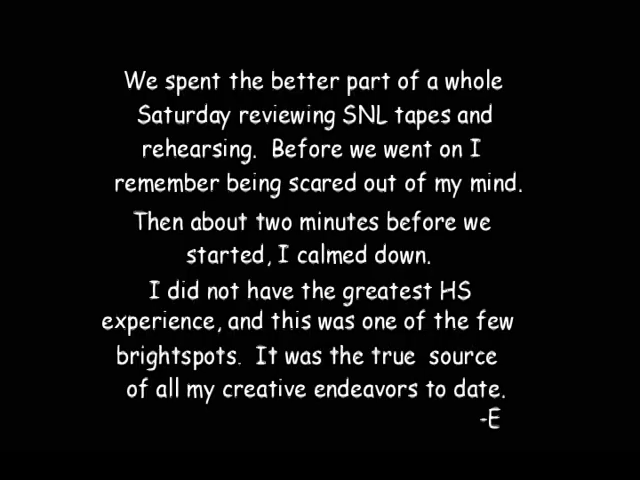 We spent the better part of a whole
Saturday reviewing SNL tapes and
rehearsing.  Before we went on I
remember being scared out of my mind.
Then about two minutes before we
started, I calmed down.
I did not have the greatest HS
experience, and this was one of the few
brightspots.  It was the true  source
of all my creative endeavors to date.
-E